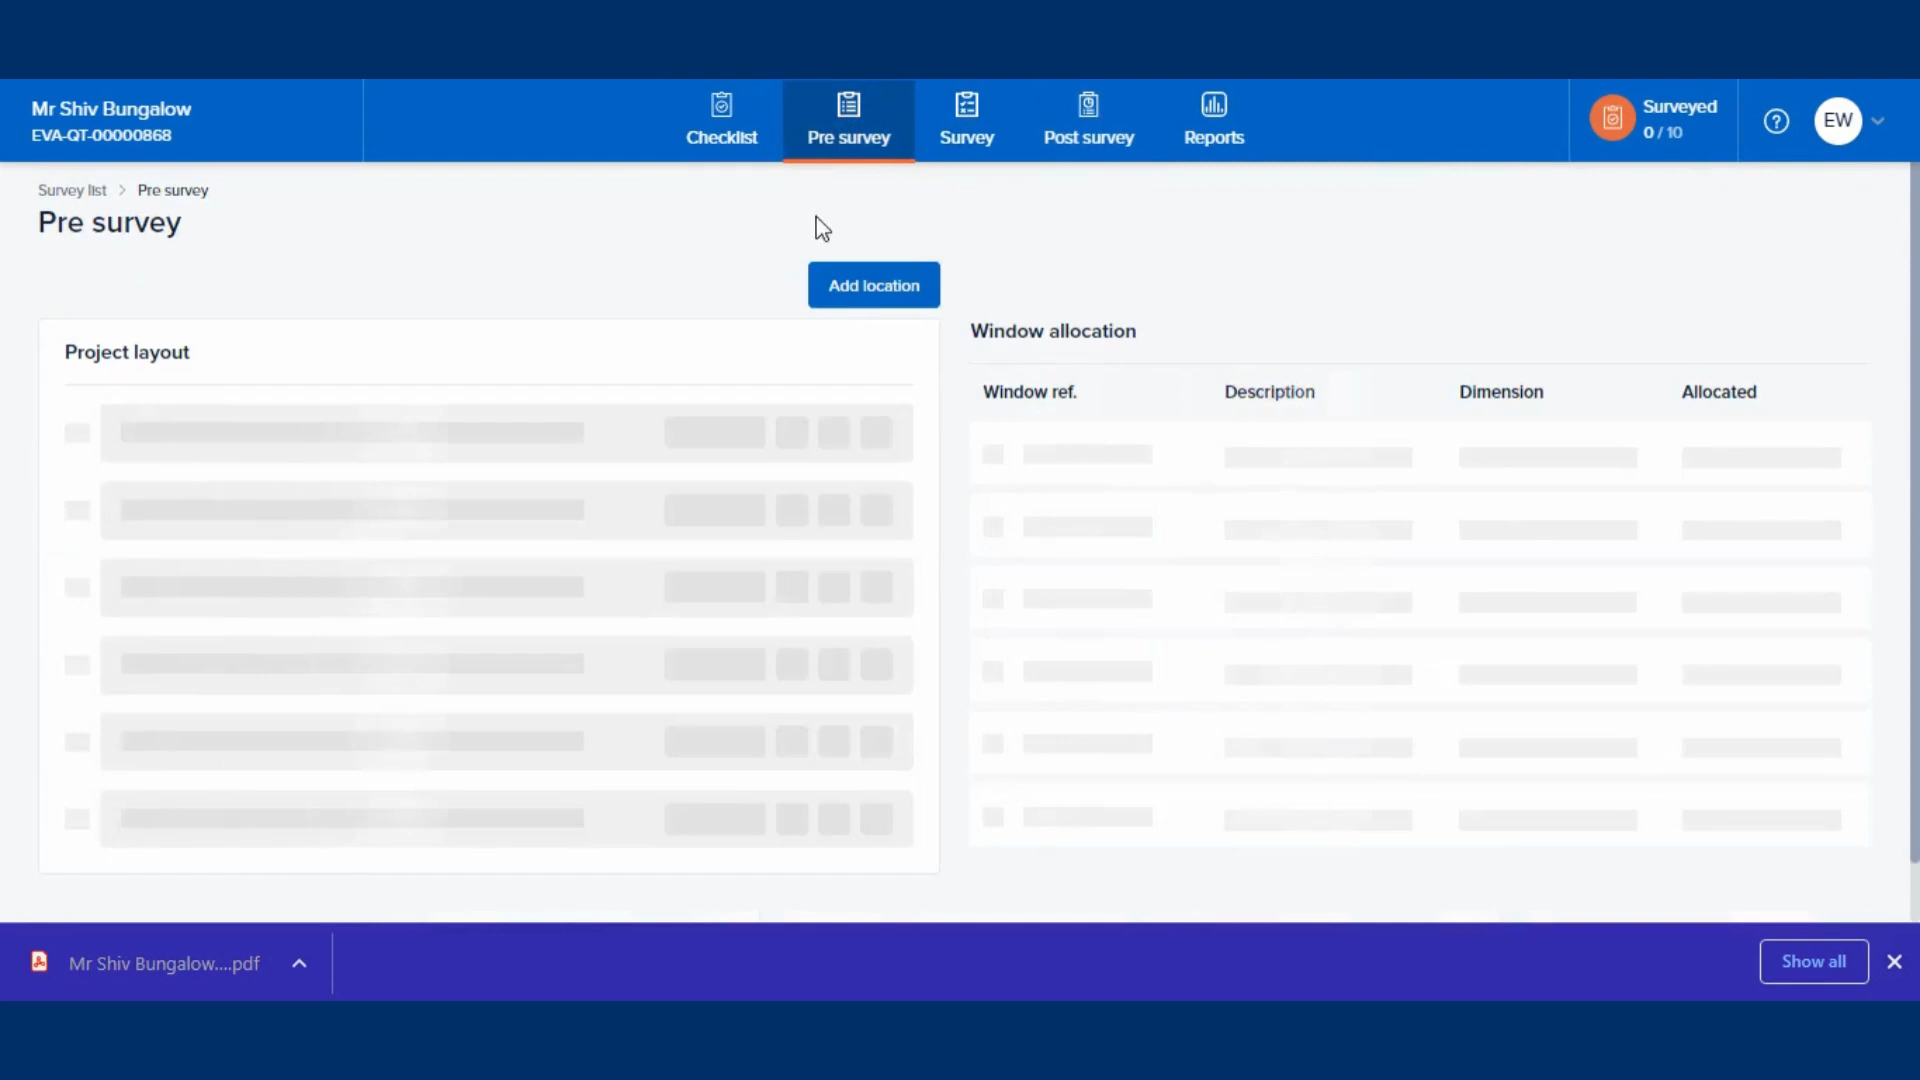 Mr Shiv Bungalow
EVA-QT-00000868
Checklist
Pre survey
Survey
Post survey
Reports
Surveyed
0 / 10
EW
Survey list > Pre survey
Pre survey
Add location
Project layout
Window allocation
Window ref.
Description
Dimension
Allocated
Mr Shiv Bungalow....pdf
Show all